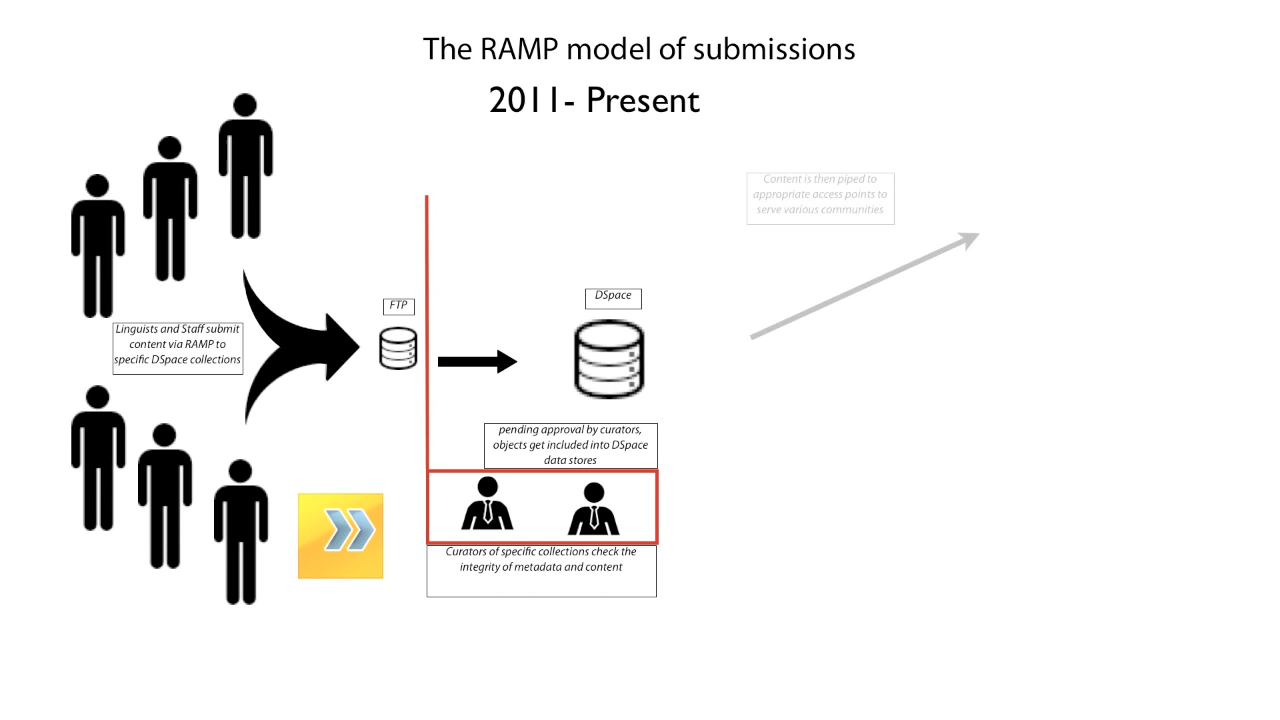 The RAMP model of submissions
2011- Present
Content is then piped to
appropriate access points to
serve various communities
DSpace
FTP
Linguists and Staff submit
content via RAMP to
specific DSpace collections
pending approval by curators,
objects get included into DSpace
data stores
Curators of specific collections check the
integrity of metadata and content